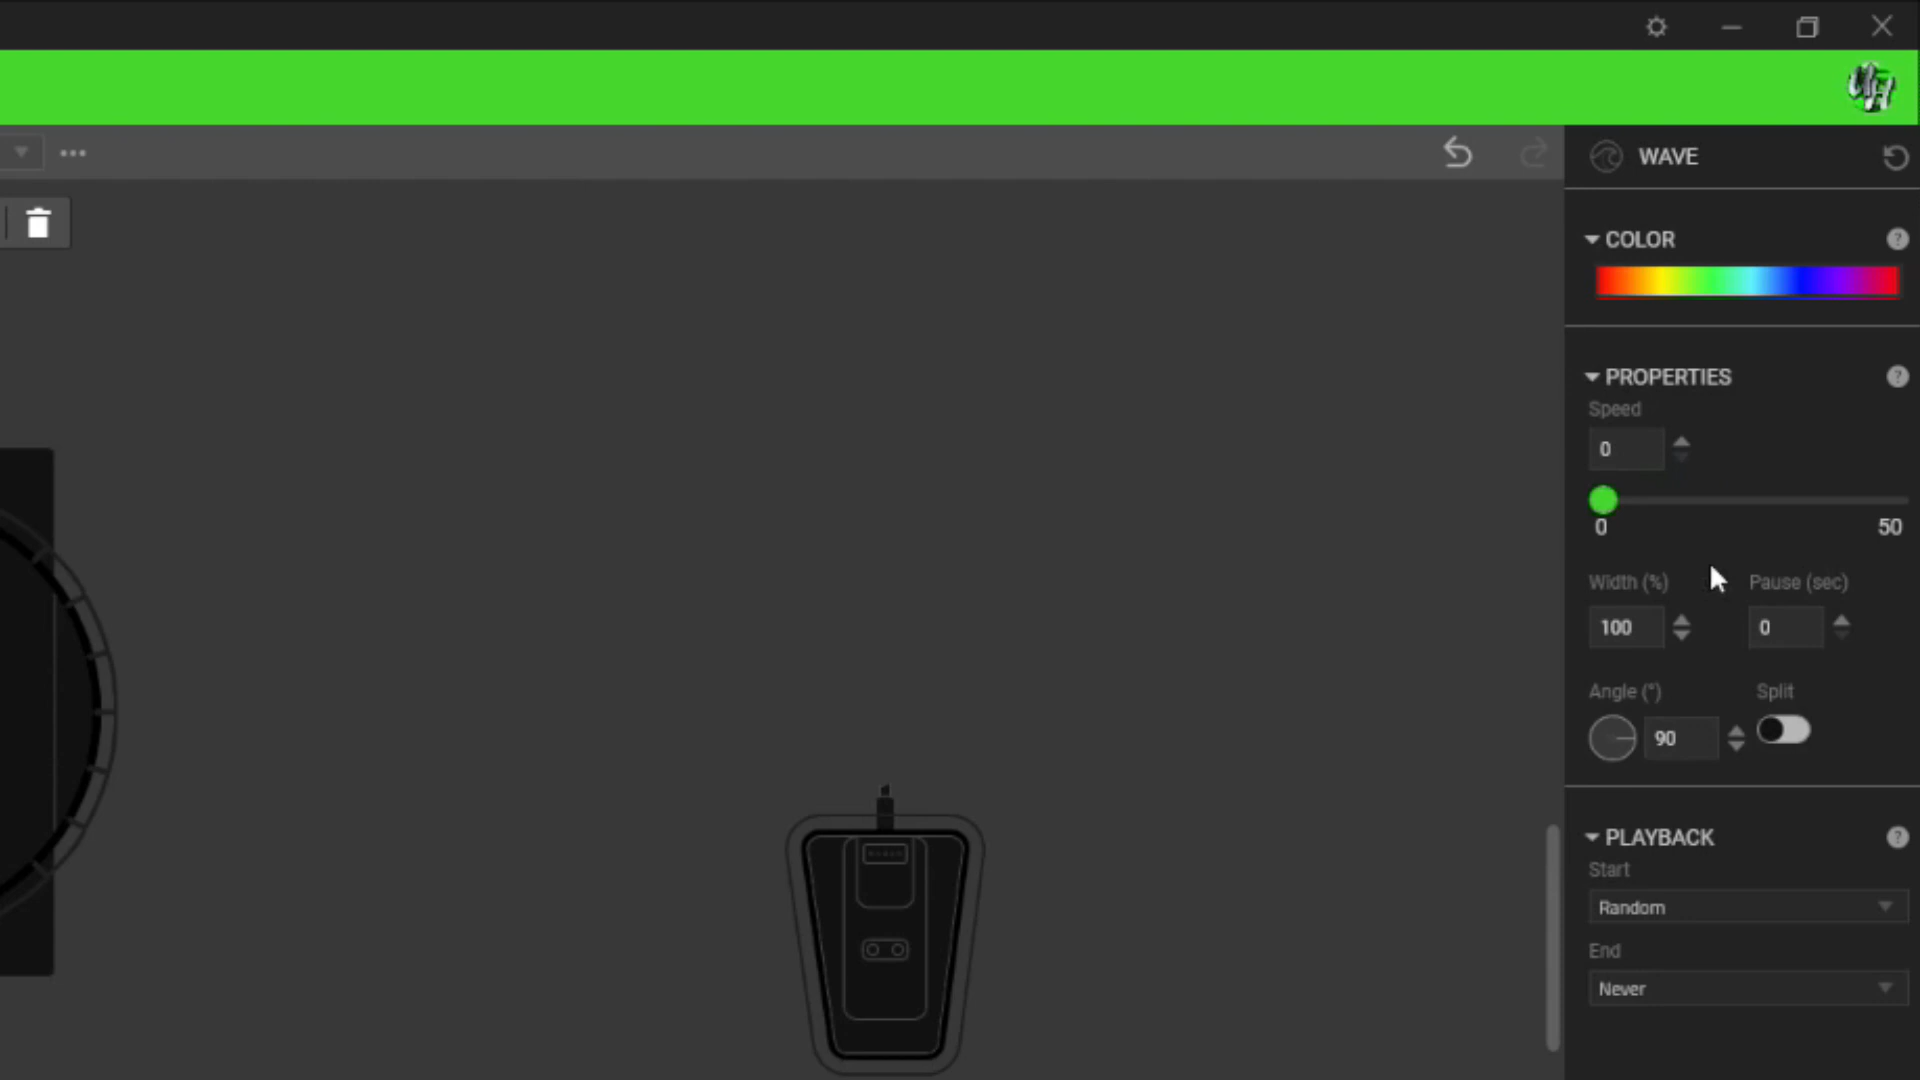 WAVE
COLOR
?
PROPERTIES
?
Speed
0
0 50
Width (%) Pause (sec)
100 0
Angle (°) Split
90
PLAYBACK
?
Start
Random
End
Never